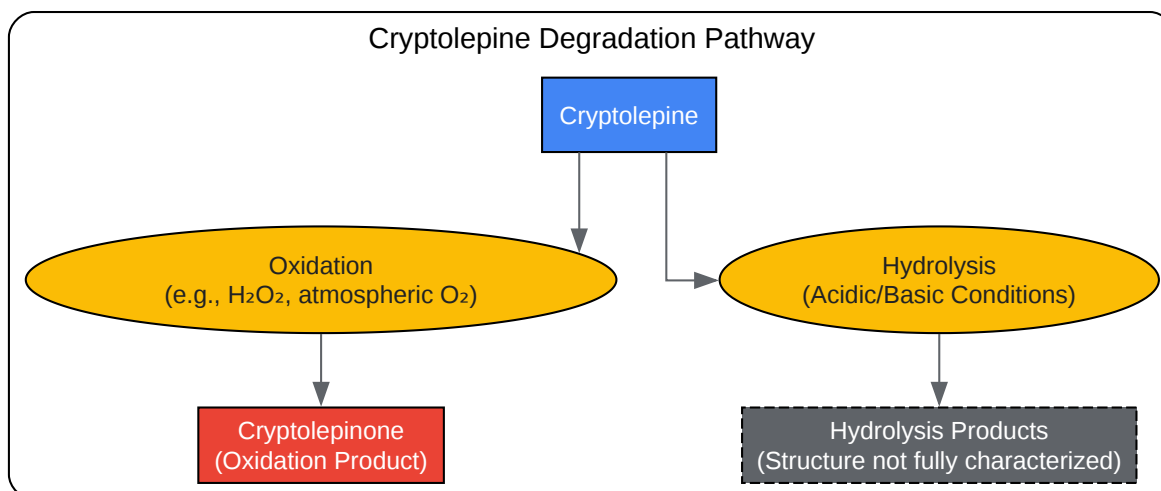 Cryptolepine Degradation Pathway
Cryptolepine
Oxidation
(e.g., H₂O₂, atmospheric O₂)
Hydrolysis
(Acidic/Basic Conditions)
Cryptolepinone
(Oxidation Product)
Hydrolysis Products
(Structure not fully characterized)